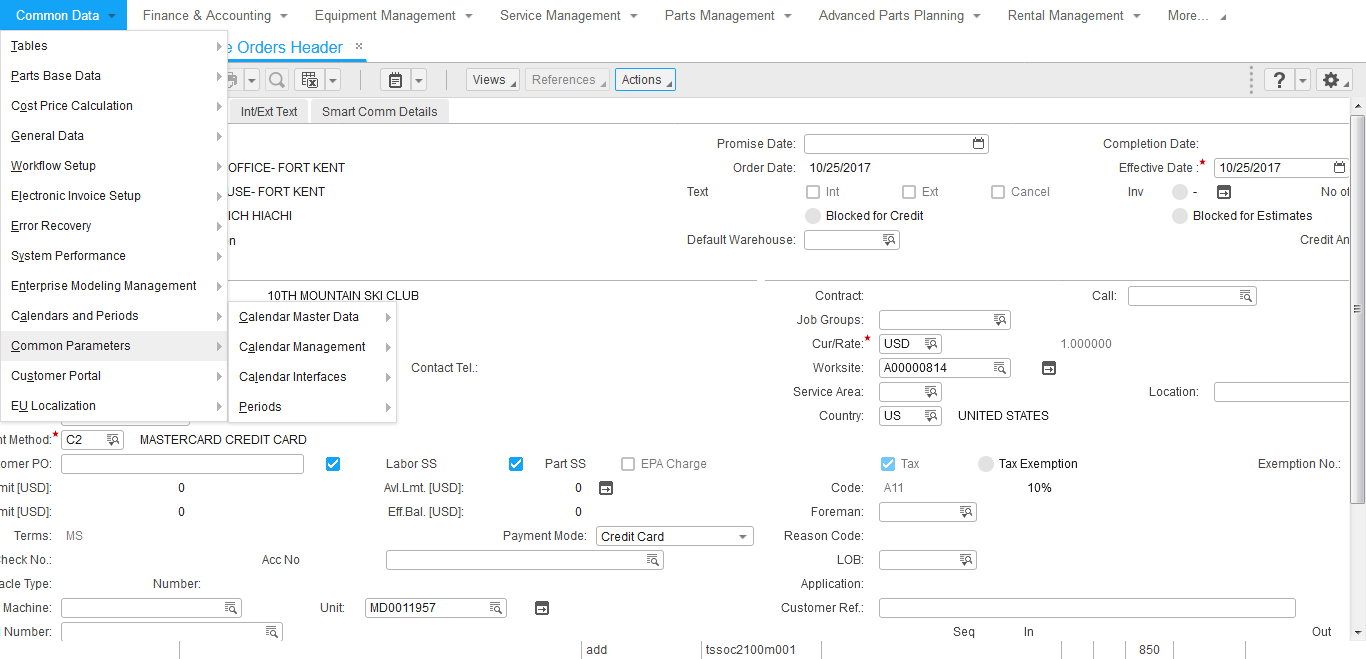 Common Data Finance & Accounting Equipment Management Service Management Parts Management Advanced Parts Planning Rental Management More...
Tables
e Orders Header ×
Parts Base Data
Views References Actions ?
Cost Price Calculation
Int/Ext Text Smart Comm Details
General Data
Promise Date: Completion Date:
Workflow Setup
OFFICE- FORT KENT Order Date: 10/25/2017 Effective Date :* 10/25/2017
Electronic Invoice Setup
USE- FORT KENT Text Int Ext Cancel Inv - No of
Error Recovery
ICH HIACHI Blocked for Credit Blocked for Estimates
n Default Warehouse: Credit An
System Performance
Enterprise Modeling Management
10TH MOUNTAIN SKI CLUB Contract: Call:
Calendars and Periods
Calendar Master Data Job Groups:
Common Parameters
Calendar Management Cur/Rate:* USD 1.000000
Contact Tel.: Worksite: A00000814
Customer Portal
Calendar Interfaces
Service Area: Location:
EU Localization
Periods
Country: US UNITED STATES
nt Method:* C2 MASTERCARD CREDIT CARD
omer PO: Labor SS Part SS EPA Charge Tax Tax Exemption Exemption No.:
mit [USD]: 0 Avl.Lmt. [USD]: 0 Code: A11 10%
mit [USD]: 0 Eff.Bal. [USD]: 0 Foreman:
Terms: MS Payment Mode: Credit Card Reason Code:
Check No.: Acc No LOB:
acle Type: Number: Application:
Machine: Unit: MD0011957 Customer Ref.:
Number: Seq In Out
add tssoc2100m001 850